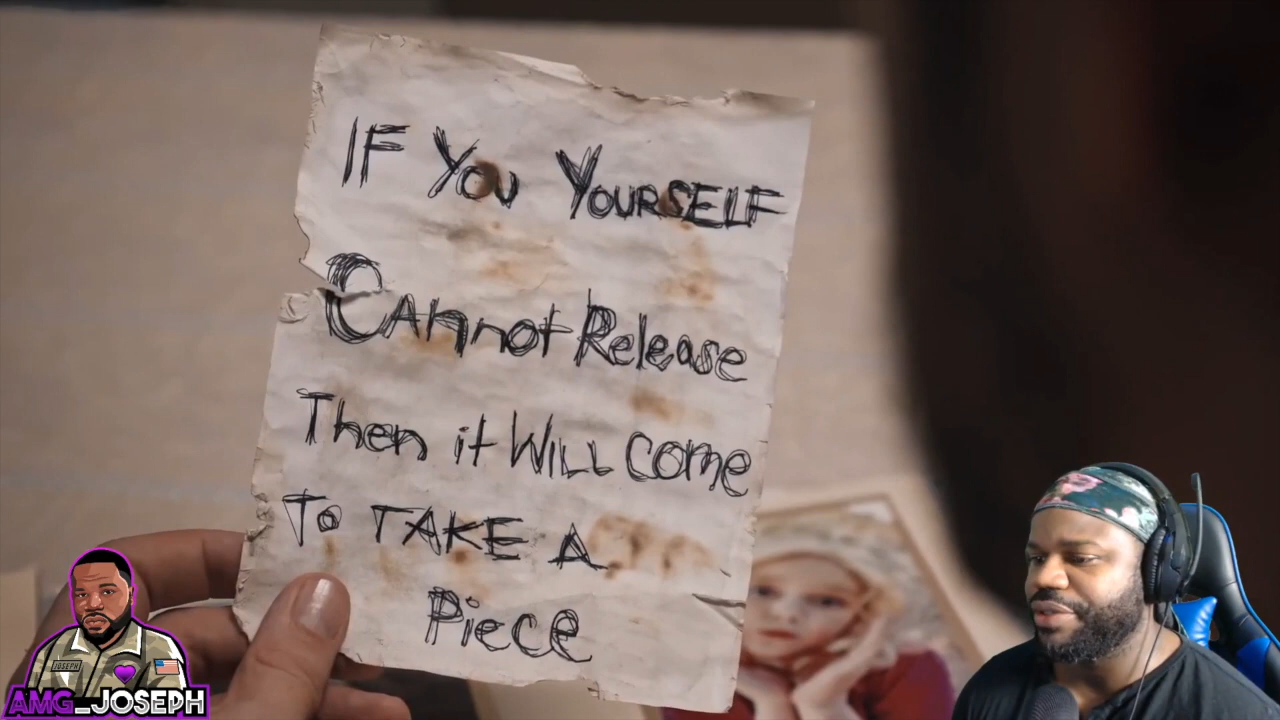 IF YOU YOURSELF
CANnot Release
Then it WILL COme
To TAKE A
PiecE
JOSEPH
AMG_JOSEPH